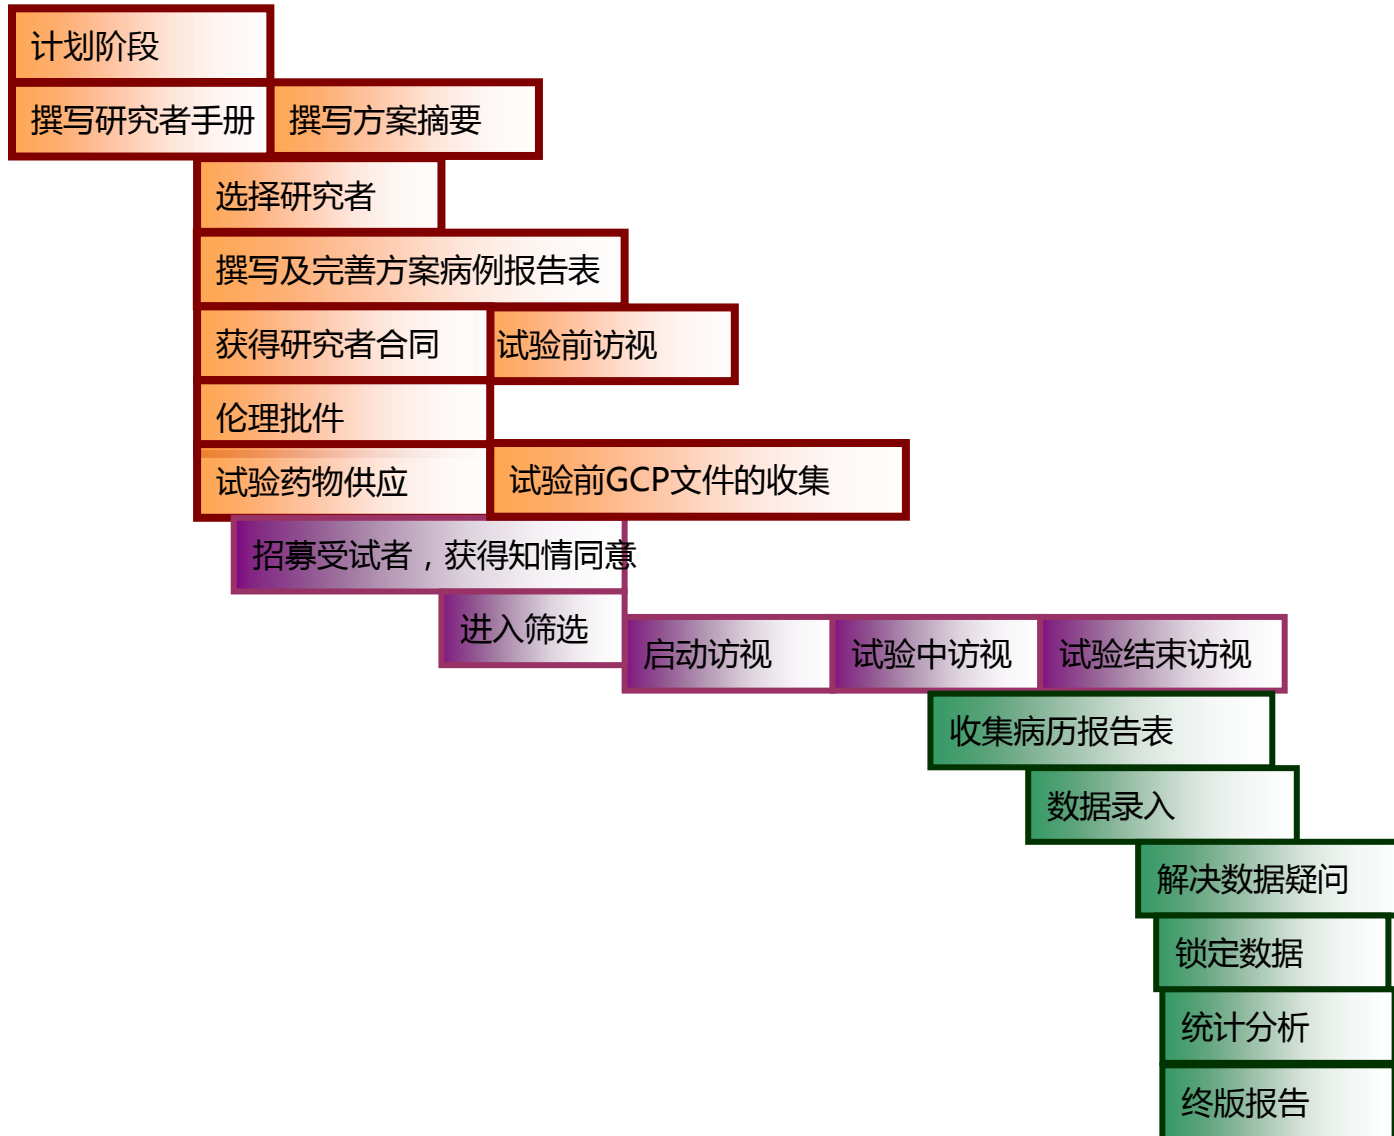 计划阶段
撰写研究者手册
撰写方案摘要
选择研究者
撰写及完善方案病例报告表
获得研究者合同
试验前访视
伦理批件
试验药物供应
试验前GCP文件的收集
招募受试者，获得知情同意
进入筛选
启动访视
试验中访视
试验结束访视
收集病历报告表
数据录入
解决数据疑问
锁定数据
统计分析
终版报告